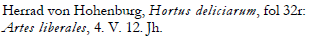 Herrad von Hohenburg, Hortus deliciarum, fol 32r:
Artes liberales, 4. V. 12. Jh.